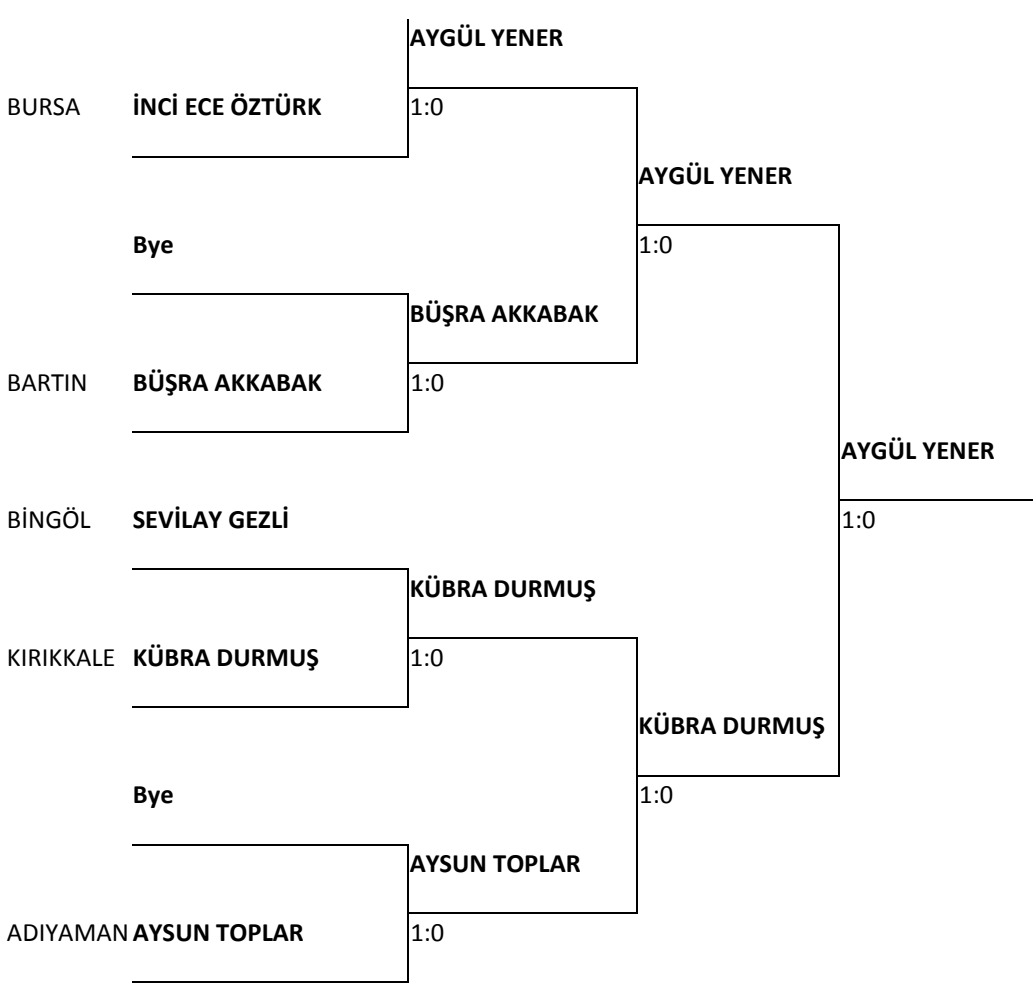 AYGÜL YENER
BURSA İNCİ ECE ÖZTÜRK 1:0
AYGÜL YENER
Bye 1:0
BÜŞRA AKKABAK
BARTIN BÜŞRA AKKABAK 1:0
AYGÜL YENER
BİNGÖL SEVİLAY GEZLİ 1:0
KÜBRA DURMUŞ
KIRIKKALE KÜBRA DURMUŞ 1:0
KÜBRA DURMUŞ
Bye 1:0
AYSUN TOPLAR
ADIYAMAN AYSUN TOPLAR 1:0